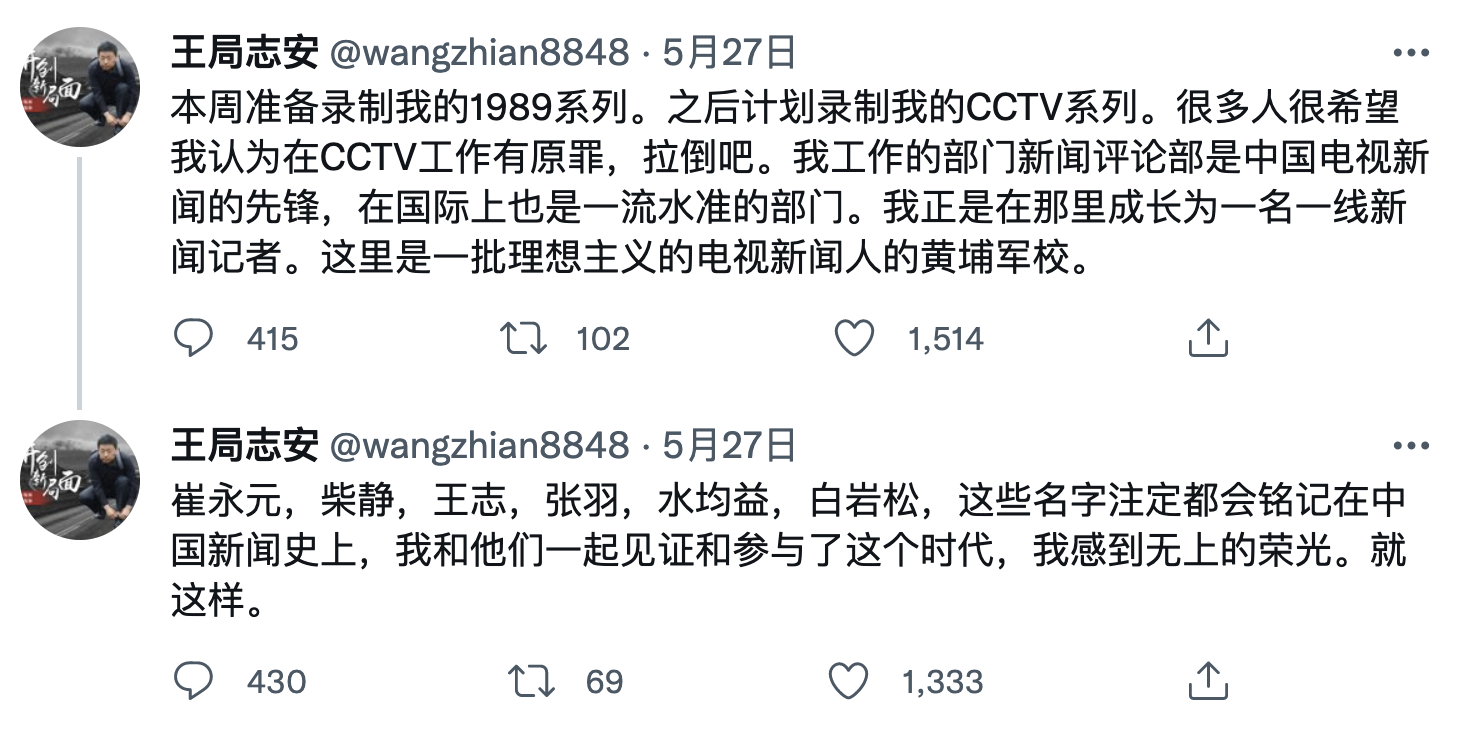 王局志安 @wangzhian8848 · 5月27日
本周准备录制我的1989系列。之后计划录制我的CCTV系列。很多人很希望
我认为在CCTV工作有原罪，拉倒吧。我工作的部门新闻评论部是中国电视新
闻的先锋，在国际上也是一流水准的部门。我正是在那里成长为一名一线新
闻记者。这里是一批理想主义的电视新闻人的黄埔军校。
415 102 1,514
王局志安 @wangzhian8848 · 5月27日
崔永元，柴静，王志，张羽，水均益，白岩松，这些名字注定都会铭记在中
国新闻史上，我和他们一起见证和参与了这个时代，我感到无上的荣光。就
这样。
430 69 1,333